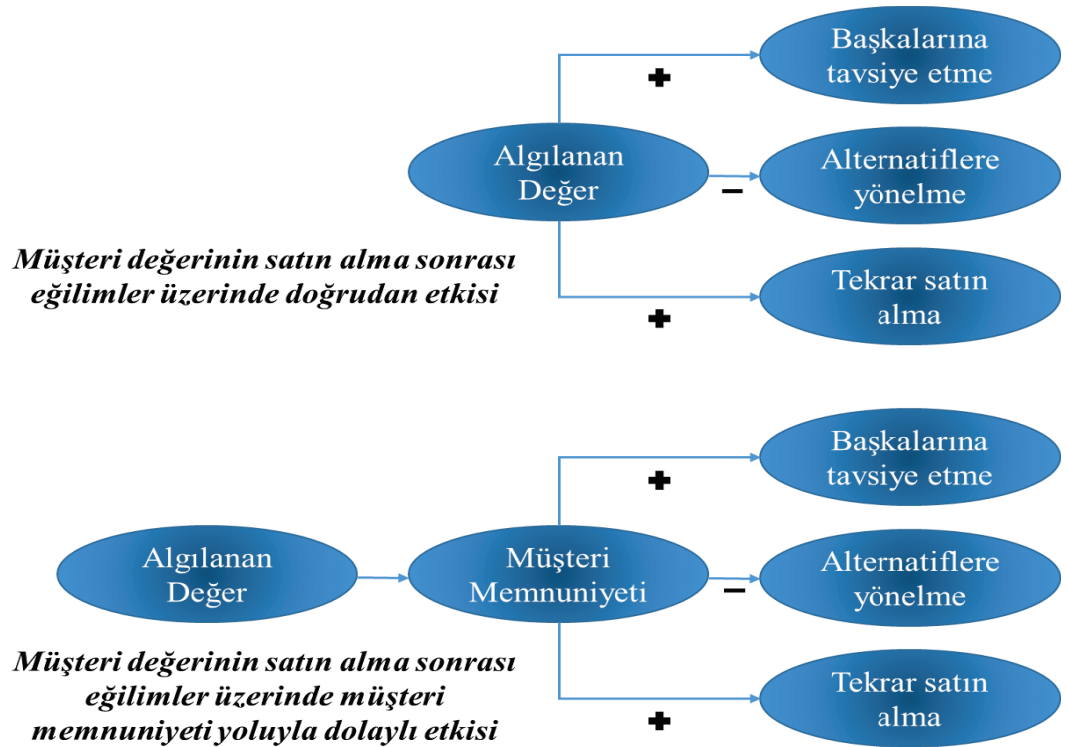 Başkalarına
tavsiye etme
+
Algılanan
Değer
Alternatiflere
yönelme
–
Müşteri değerinin satın alma sonrası
eğilimler üzerinde doğrudan etkisi
Tekrar satın
alma
+
Başkalarına
tavsiye etme
+
Algılanan
Değer
Müşteri
Memnuniyeti
Alternatiflere
yönelme
–
Müşteri değerinin satın alma sonrası
eğilimler üzerinde müşteri
memnuniyeti yoluyla dolaylı etkisi
Tekrar satın
alma
+